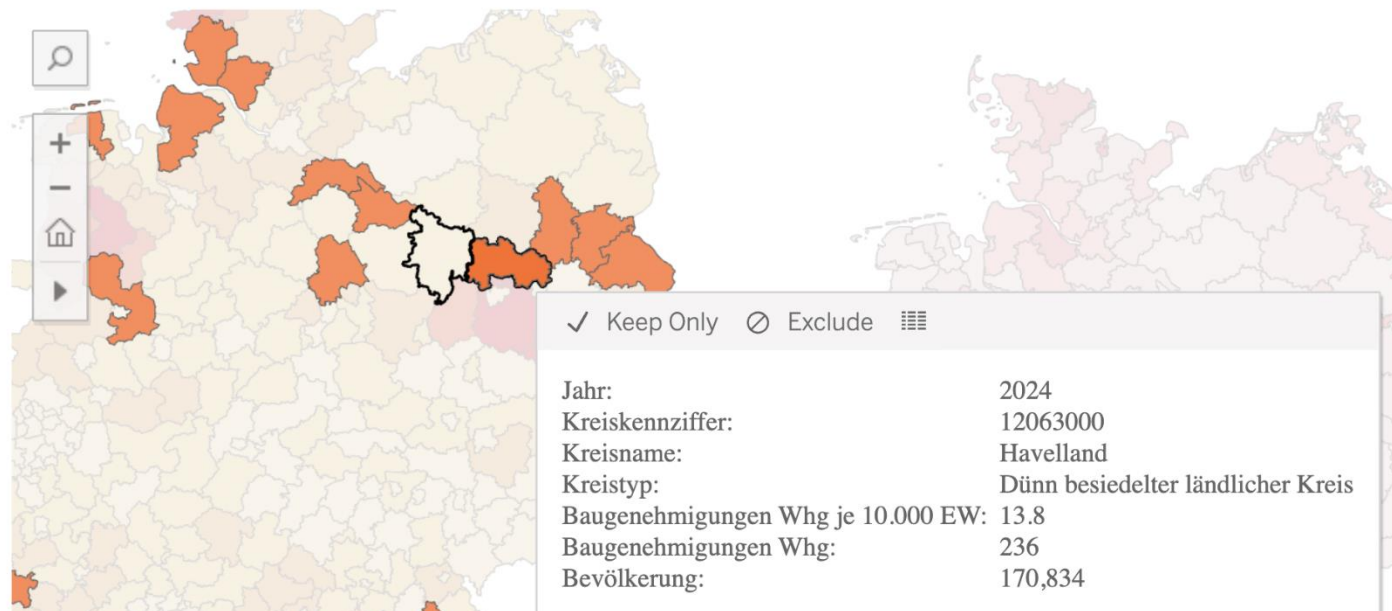 Keep Only Exclude
Jahr: 2024
Kreiskennziffer: 12063000
Kreisname: Havelland
Kreistyp: Dünn besiedelter ländlicher Kreis
Baugenehmigungen Whg je 10.000 EW: 13.8
Baugenehmigungen Whg: 236
Bevölkerung: 170,834